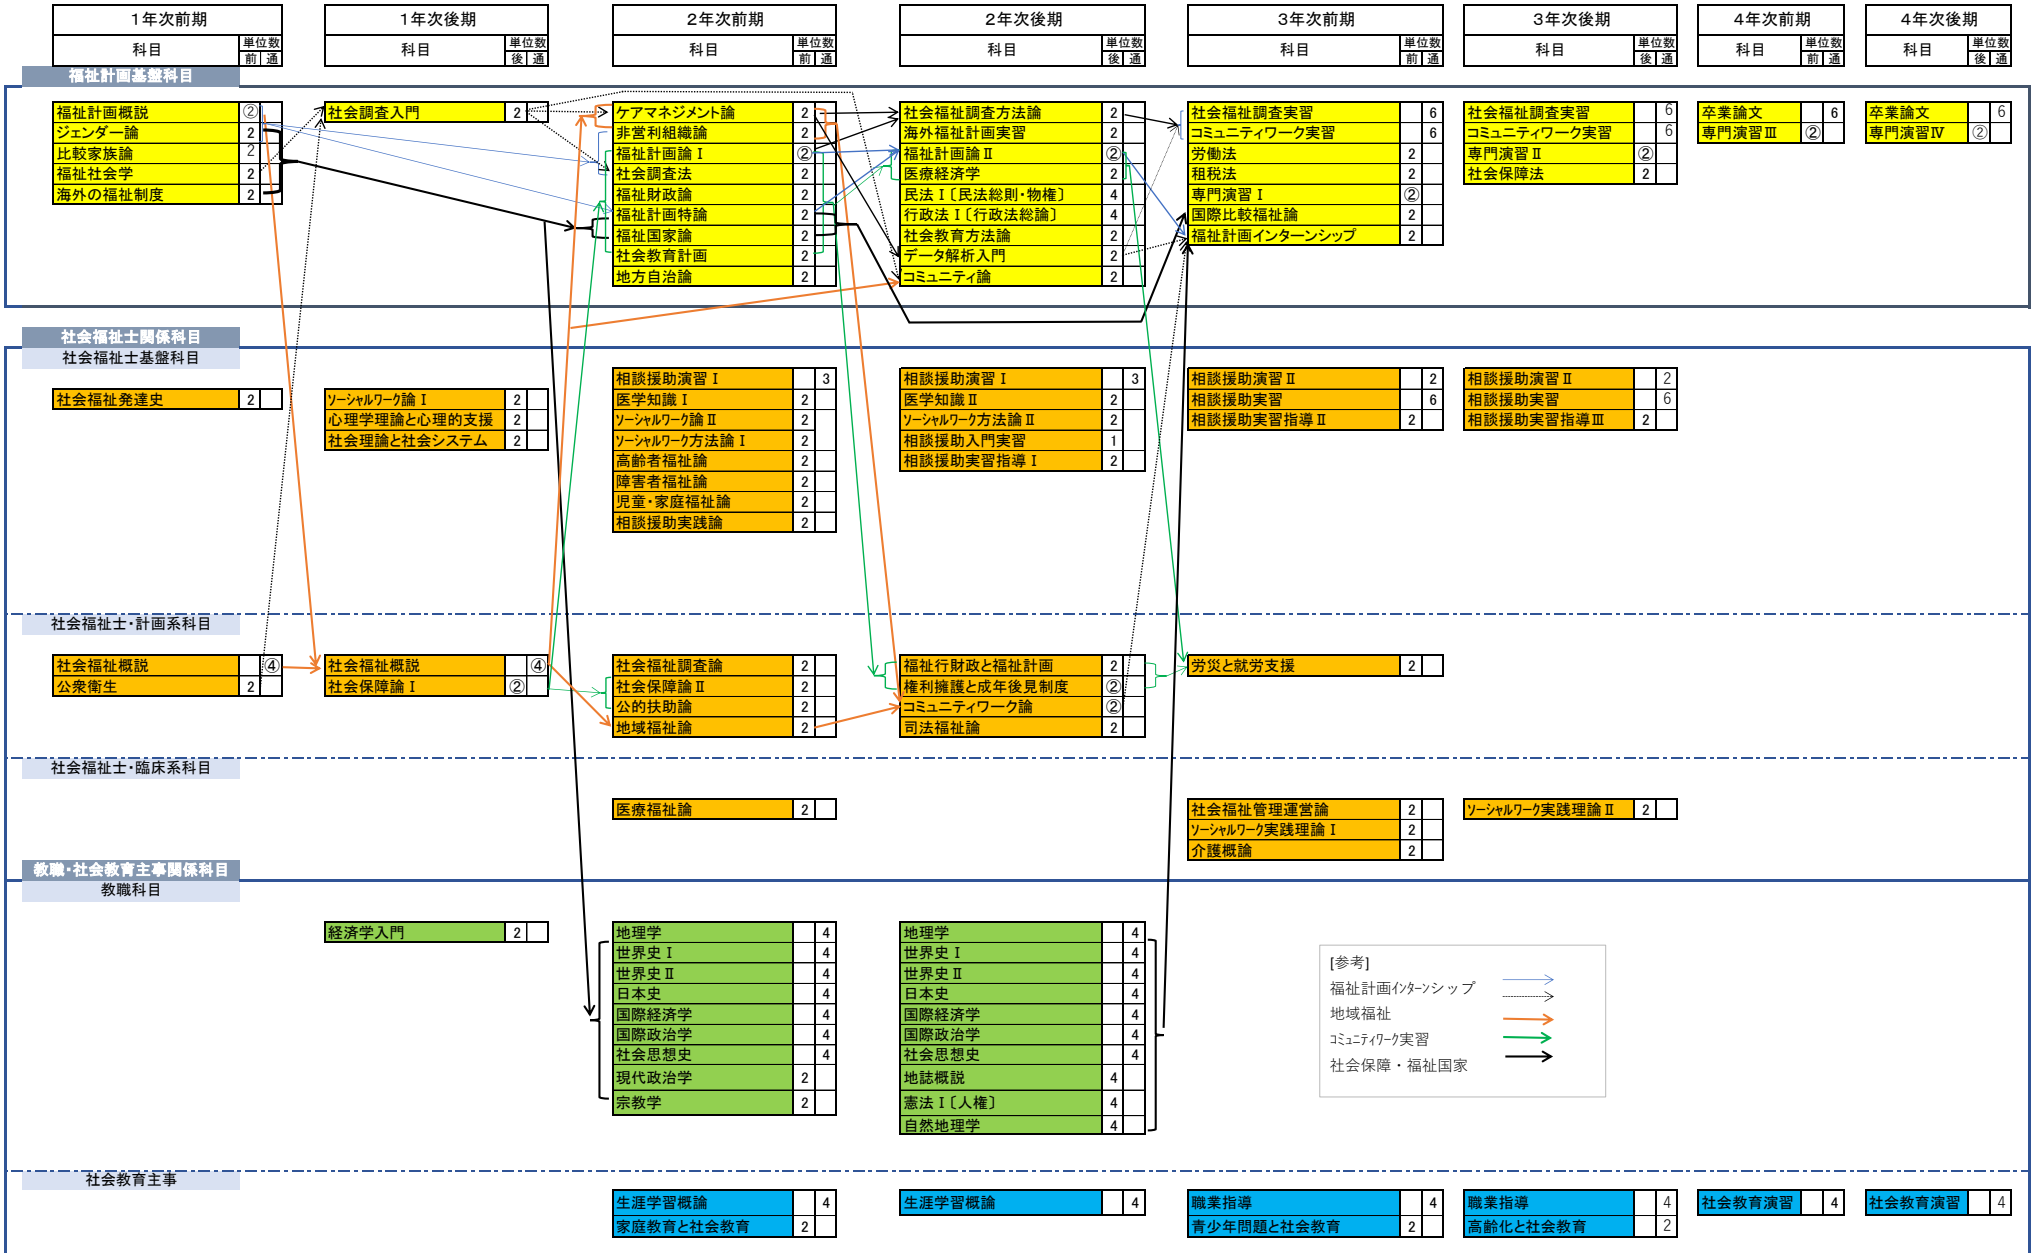 1年次前期 1年次後期 2年次前期 2年次後期 3年次前期 3年次後期 4年次前期 4年次後期
科目 単位数 科目 単位数 科目 単位数 科目 単位数 科目 単位数 科目 単位数 科目 単位数 科目 単位数
前 通 後 通 前 通 後 通 前 通 後 通 前 通 後 通
福祉計画基盤科目
福祉計画概説 ② 社会調査入門 2 ケアマネジメント論 2 社会福祉調査方法論 2 社会福祉調査実習 6 社会福祉調査実習 6 卒業論文 6 卒業論文 6
ジェンダー論 2 非営利組織論 2 海外福祉計画実習 2 コミュニティワーク実習 6 コミュニティワーク実習 6 専門演習Ⅲ ② 専門演習Ⅳ ②
比較家族論 2 福祉計画論Ⅰ ② 福祉計画論Ⅱ ② 労働法 2 専門演習Ⅱ ②
福祉社会学 2 社会調査法 2 医療経済学 2 租税法 2 社会保障法 2
海外の福祉制度 2 福祉財政論 2 民法Ⅰ〔民法総則・物権〕 4 専門演習Ⅰ ②
福祉計画特論 2 行政法Ⅰ〔行政法総論〕 4 国際比較福祉論 2
福祉国家論 2 社会教育方法論 2 福祉計画インターンシップ 2
社会教育計画 2 データ解析入門 2
地方自治論 2 コミュニティ論 2
社会福祉士関係科目
社会福祉士基盤科目
相談援助演習Ⅰ 3 相談援助演習Ⅰ 3 相談援助演習Ⅱ 2 相談援助演習Ⅱ 2
社会福祉発達史 2 ソーシャルワーク論Ⅰ 2 医学知識Ⅰ 2 医学知識Ⅱ 2 相談援助実習 6 相談援助実習 6
心理学理論と心理的支援 2 ソーシャルワーク論Ⅱ 2 ソーシャルワーク方法論Ⅱ 2 相談援助実習指導Ⅱ 2 相談援助実習指導Ⅲ 2
社会理論と社会システム 2 ソーシャルワーク方法論Ⅰ 2 相談援助入門実習 1
高齢者福祉論 2 相談援助実習指導Ⅰ 2
障害者福祉論 2
児童・家庭福祉論 2
相談援助実践論 2
社会福祉士・計画系科目
社会福祉概説 ④ 社会福祉概説 ④ 社会福祉調査論 2 福祉行財政と福祉計画 2 労災と就労支援 2
公衆衛生 2 社会保障論Ⅰ ② 社会保障論Ⅱ 2 権利擁護と成年後見制度 ②
公的扶助論 2 コミュニティワーク論 ②
地域福祉論 2 司法福祉論 2
社会福祉士・臨床系科目
医療福祉論 2 社会福祉管理運営論 2 ソーシャルワーク実践理論Ⅱ 2
ソーシャルワーク実践理論Ⅰ 2
介護概論 2
教職・社会教育主事関係科目
教職科目
経済学入門 2 地理学 4 地理学 4
世界史Ⅰ 4 世界史Ⅰ 4
世界史Ⅱ 4 世界史Ⅱ 4
日本史 4 日本史 4
国際経済学 4 国際経済学 4
国際政治学 4 国際政治学 4
社会思想史 4 社会思想史 4
現代政治学 2 地誌概説 4
宗教学 2 憲法Ⅰ〔人権〕 4
自然地理学 4
[参考]
福祉計画インターンシップ
地域福祉
コミュニティワーク実習
社会保障・福祉国家
社会教育主事
生涯学習概論 4 生涯学習概論 4 職業指導 4 職業指導 4 社会教育演習 4 社会教育演習 4
家庭教育と社会教育 2 青少年問題と社会教育 2 高齢化と社会教育 2